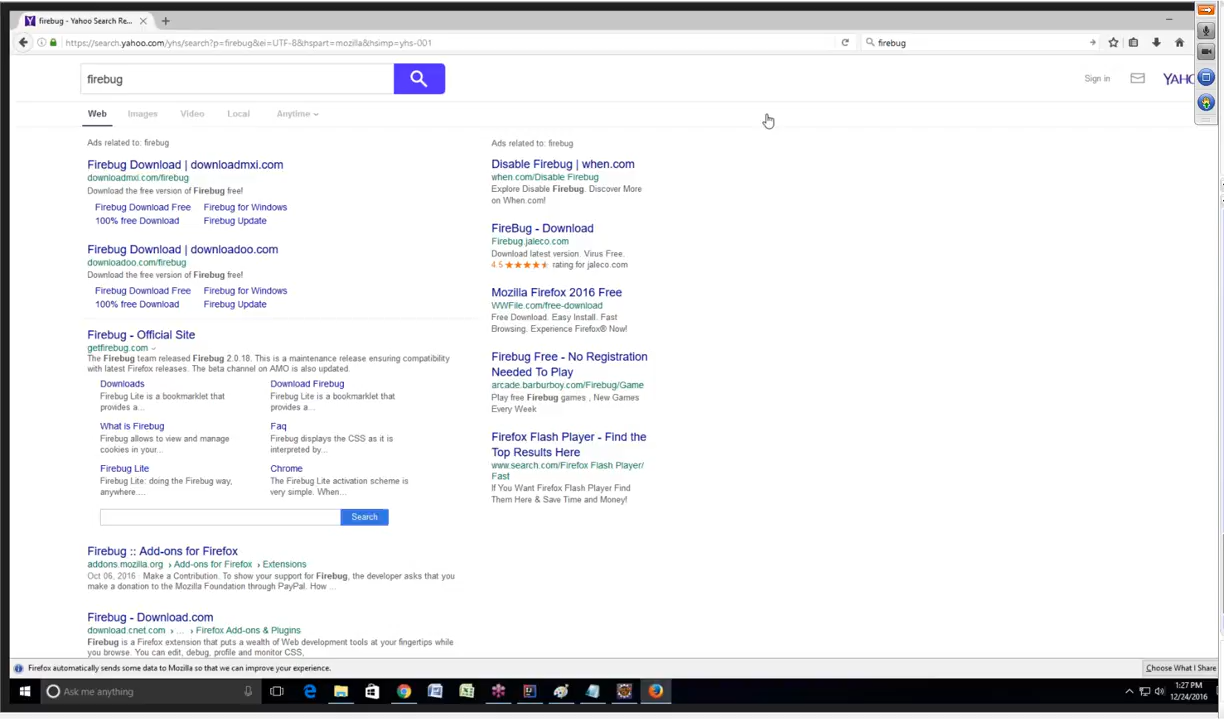 firebug - Yahoo Search Re...
https://search.yahoo.com/yhs/search?p=firebug&ei=UTF-8&hspart=mozilla&hsimp=yhs-001
firebug
firebug
Sign in
YAHO
Web Images Video Local Anytime
Ads related to: firebug
Firebug Download | downloadmxi.com
downloadmxi.com/firebug
Download the free version of Firebug free!
Firebug Download Free Firebug for Windows
100% free Download Firebug Update
Firebug Download | downloadoo.com
downloadoo.com/firebug
Download the free version of Firebug free!
Firebug Download Free Firebug for Windows
100% free Download Firebug Update
Firebug - Official Site
getfirebug.com
The Firebug team released Firebug 2.0.18. This is a maintenance release ensuring compatibility
with latest Firefox releases. The beta channel on AMO is also updated.
Downloads
Firebug Lite is a bookmarklet that
provides a...
Download Firebug
Firebug Lite is a bookmarklet that
provides a...
What is Firebug
Firebug allows to view and manage
cookies in your...
Faq
Firebug displays the CSS as it is
interpreted by...
Firebug Lite
Firebug Lite: doing the Firebug way,
anywhere....
Chrome
The Firebug Lite activation scheme is
very simple. When...
Search
Firebug :: Add-ons for Firefox
addons.mozilla.org › Add-ons for Firefox › Extensions
Oct 06, 2016 · Make a Contribution. To show your support for Firebug, the developer asks that you
make a donation to the Mozilla Foundation through PayPal. How ...
Firebug - Download.com
download.cnet.com › ... › Firefox Add-ons & Plugins
Firebug is a Firefox extension that puts a wealth of Web development tools at your fingertips while
you browse. You can edit, debug, profile and monitor CSS,
Ads related to: firebug
Disable Firebug | when.com
when.com/Disable Firebug
Explore Disable Firebug. Discover More
on When.com!
FireBug - Download
Firebug.jaleco.com
Download latest version. Virus Free.
4.5 ★★★★★ rating for jaleco.com
Mozilla Firefox 2016 Free
WWFile.com/free-download
Free Download. Easy Install. Fast
Browsing. Experience Firefox® Now!
Firebug Free - No Registration
Needed To Play
arcade.barburboy.com/Firebug/Game
Play free Firebug games , New Games
Every Week
Firefox Flash Player - Find the
Top Results Here
www.search.com/Firefox Flash Player/
Fast
If You Want Firefox Flash Player Find
Them Here & Save Time and Money!
Firefox automatically sends some data to Mozilla so that we can improve your experience.
Choose What I Share
Ask me anything
1:27 PM
12/24/2016